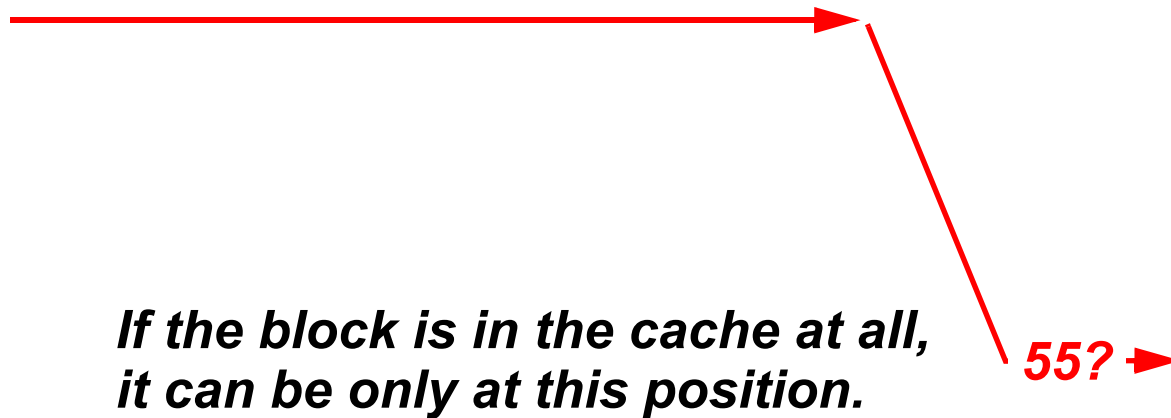 If the block is in the cache at all,
it can be only at this position.
55?